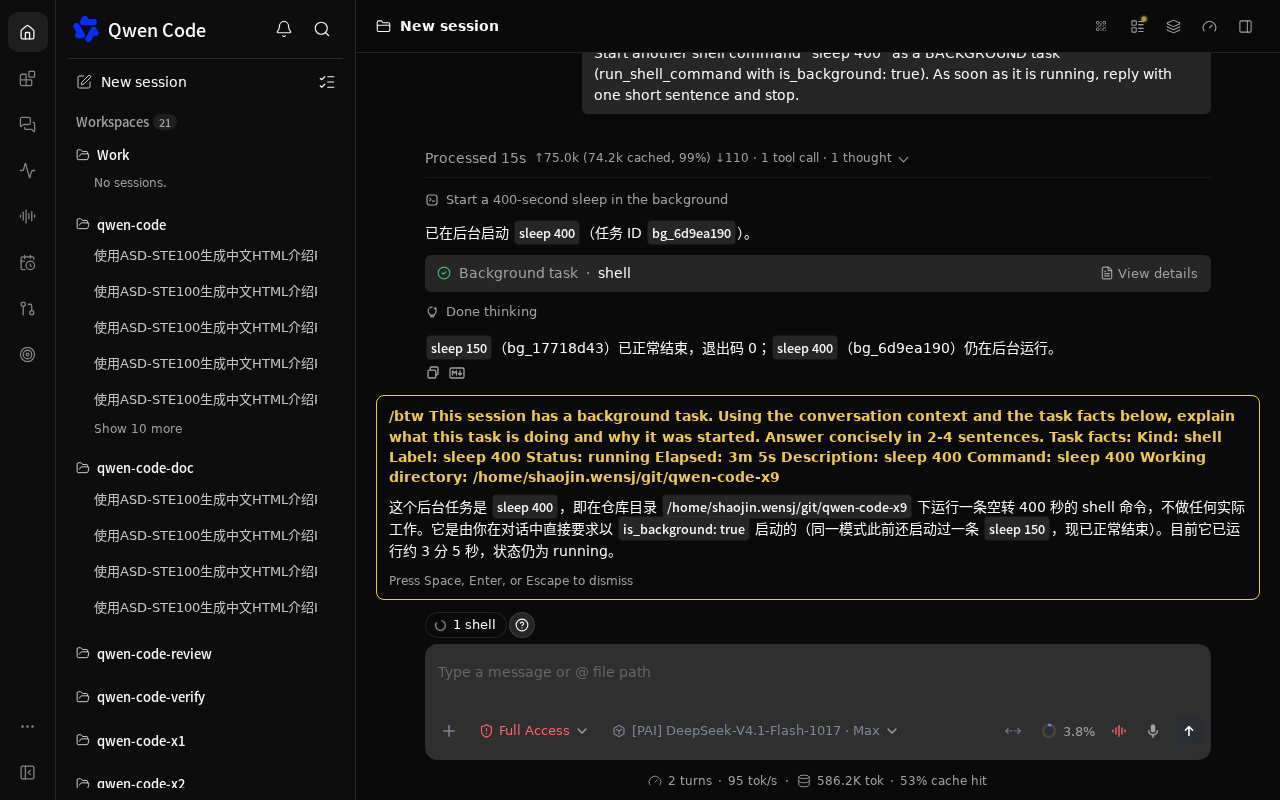 Qwen Code
New session
Workspaces 21
Work
No sessions.
qwen-code
使用ASD-STE100生成中文HTML介绍
使用ASD-STE100生成中文HTML介绍
使用ASD-STE100生成中文HTML介绍
使用ASD-STE100生成中文HTML介绍
使用ASD-STE100生成中文HTML介绍
Show 10 more
qwen-code-doc
使用ASD-STE100生成中文HTML介绍
使用ASD-STE100生成中文HTML介绍
使用ASD-STE100生成中文HTML介绍
使用ASD-STE100生成中文HTML介绍
qwen-code-review
qwen-code-verify
qwen-code-x1
qwen-code-x2
New session
Start another shell command "sleep 400" as a BACKGROUND task
(run_shell_command with is_background: true). As soon as it is running, reply with
one short sentence and stop.
Processed 15s ↑75.0k (74.2k cached, 99%) ↓110 · 1 tool call · 1 thought
Start a 400-second sleep in the background
已在后台启动 sleep 400（任务 ID bg_6d9ea190）。
Background task · shell
View details
Done thinking
sleep 150（bg_17718d43）已正常结束，退出码 0；sleep 400（bg_6d9ea190）仍在后台运行。
/btw This session has a background task. Using the conversation context and the task facts below, explain
what this task is doing and why it was started. Answer concisely in 2-4 sentences. Task facts: Kind: shell
Label: sleep 400 Status: running Elapsed: 3m 5s Description: sleep 400 Command: sleep 400 Working
directory: /home/shaojin.wensj/git/qwen-code-x9
这个后台任务是 sleep 400，即在仓库目录 /home/shaojin.wensj/git/qwen-code-x9 下运行一条空转 400 秒的 shell 命令，不做任何实际
工作。它是由你在对话中直接要求以 is_background: true 启动的（同一模式此前还启动过一条 sleep 150，现已正常结束）。目前它已运
行约 3 分 5 秒，状态仍为 running。
Press Space, Enter, or Escape to dismiss
1 shell
Type a message or @ file path
Full Access
[PAI] DeepSeek-V4.1-Flash-1017 · Max
3.8%
2 turns · 95 tok/s · 586.2K tok · 53% cache hit